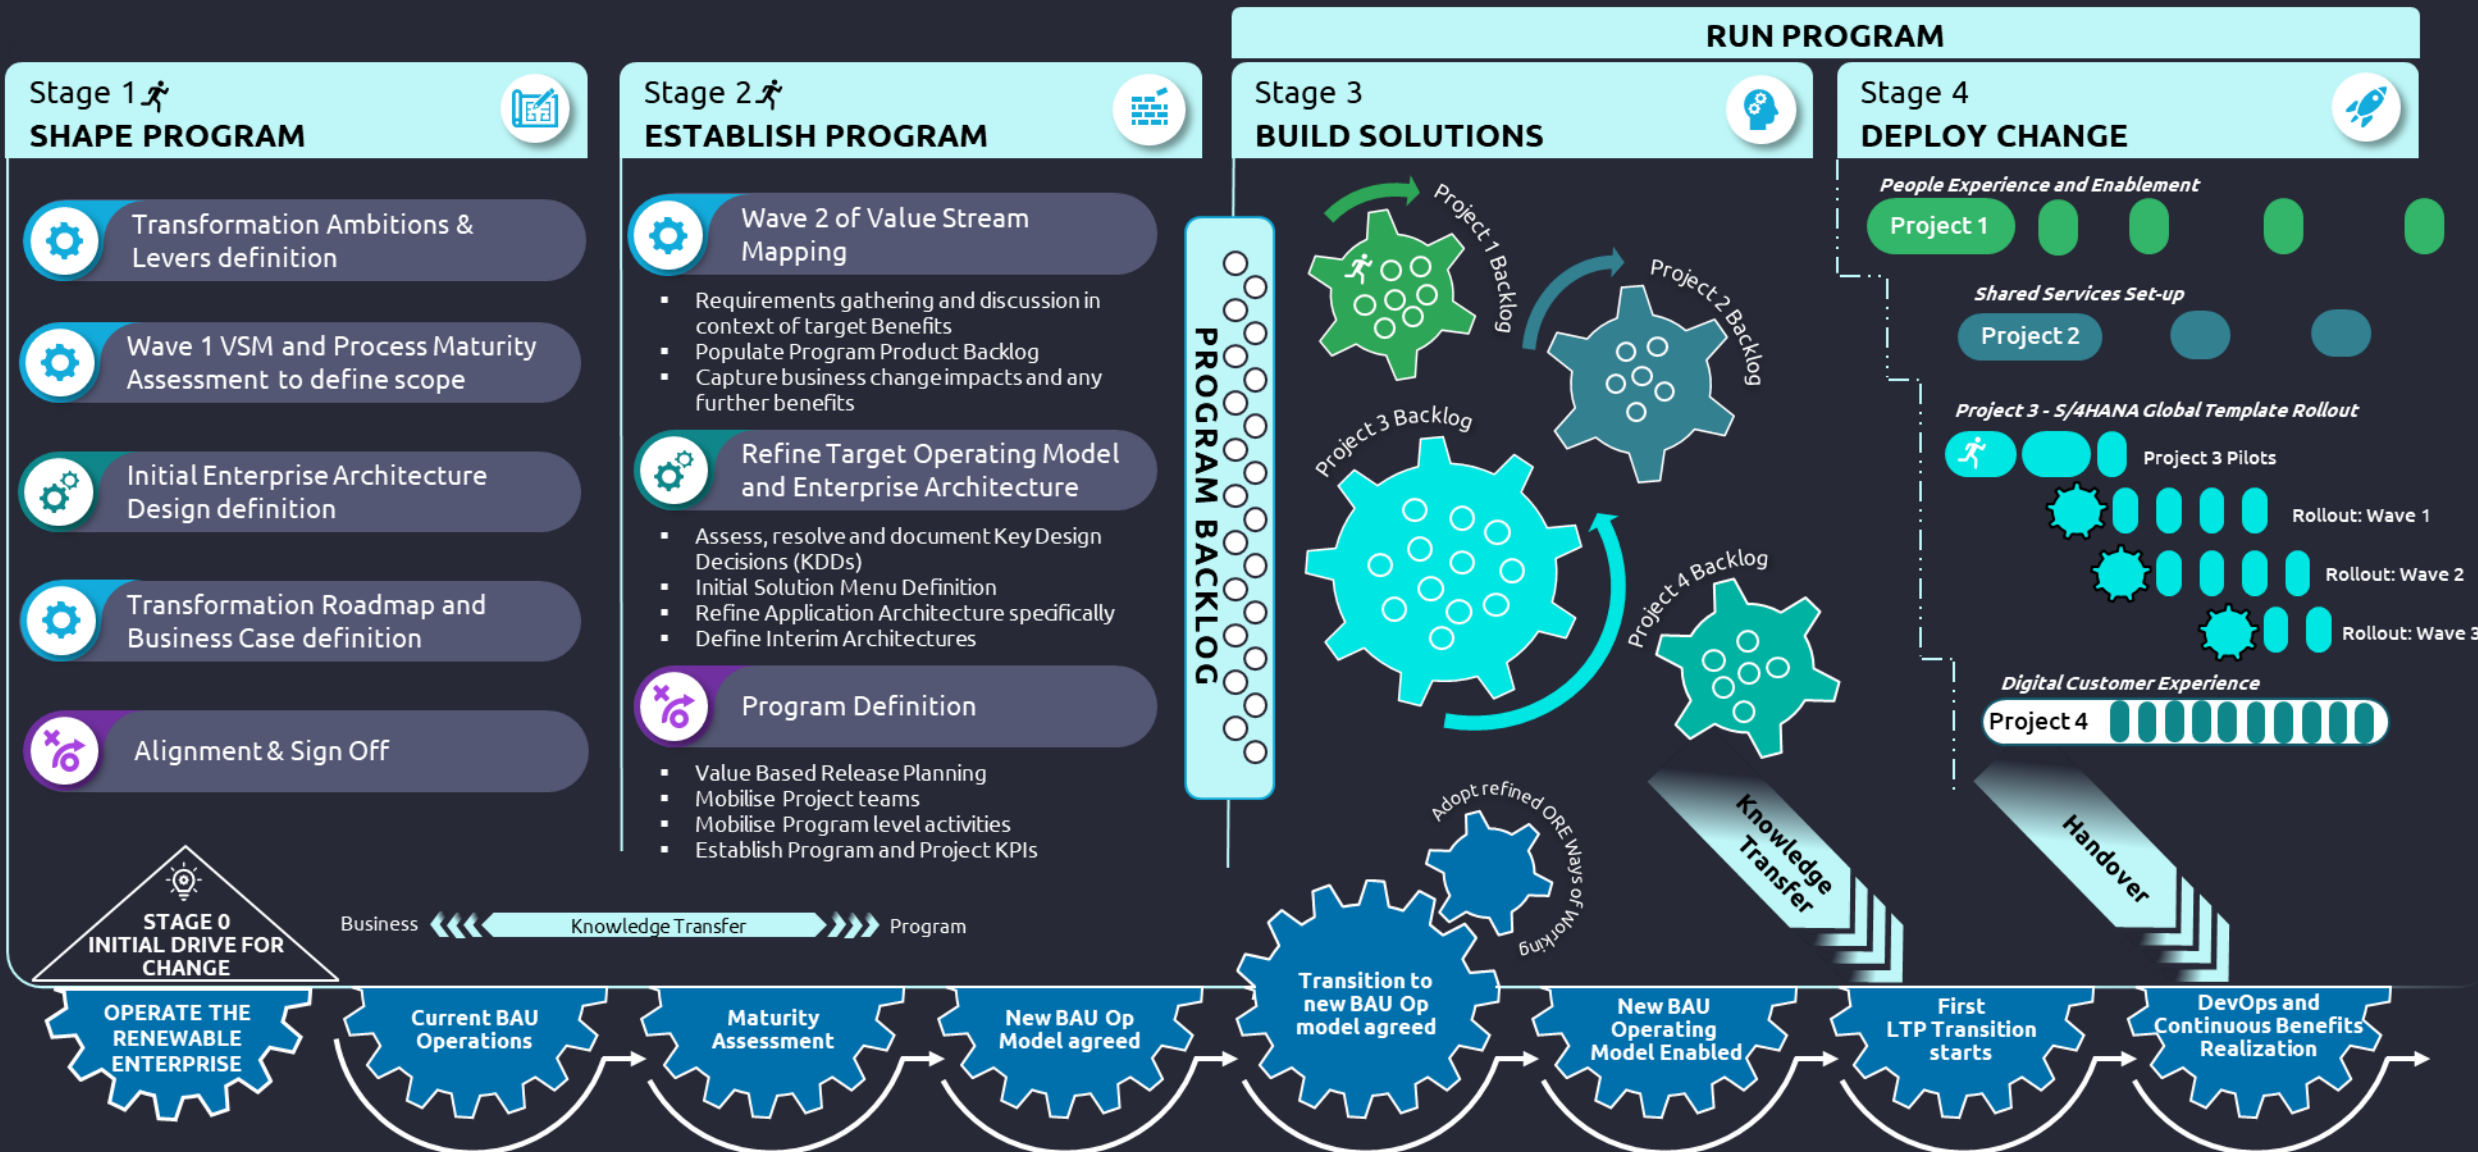 RUN PROGRAM
Stage 1
SHAPE PROGRAM
Transformation Ambitions &
Levers definition
Wave 1 VSM and Process Maturity
Assessment to define scope
Initial Enterprise Architecture
Design definition
Transformation Roadmap and
Business Case definition
Alignment & Sign Off
STAGE 0
INITIAL DRIVE FOR
CHANGE
Stage 2
ESTABLISH PROGRAM
Wave 2 of Value Stream
Mapping
▪ Requirements gathering and discussion in
context of target Benefits
▪ Populate Program Product Backlog
▪ Capture business change impacts and any
further benefits
Refine Target Operating Model
and Enterprise Architecture
▪ Assess, resolve and document Key Design
Decisions (KDDs)
▪ Initial Solution Menu Definition
▪ Refine Application Architecture specifically
▪ Define Interim Architectures
Program Definition
▪ Value Based Release Planning
▪ Mobilise Project teams
▪ Mobilise Program level activities
▪ Establish Program and Project KPIs
Business
Knowledge Transfer
Program
PROGRAM BACKLOG
Stage 3
BUILD SOLUTIONS
Project 1 Backlog
Project 2 Backlog
Project 3 Backlog
Project 4 Backlog
Adopt refined ORE Ways of Working
Knowledge
Transfer
Stage 4
DEPLOY CHANGE
People Experience and Enablement
Project 1
Shared Services Set-up
Project 2
Project 3 - S/4HANA Global Template Rollout
Project 3 Pilots
Rollout: Wave 1
Rollout: Wave 2
Rollout: Wave 3
Digital Customer Experience
Project 4
Handover
OPERATE THE
RENEWABLE
ENTERPRISE
Current BAU
Operations
Maturity
Assessment
New BAU Op
Model agreed
Transition to
new BAU Op
model agreed
New BAU
Operating
Model Enabled
First
LTP Transition
starts
DevOps and
Continuous Benefits
Realization